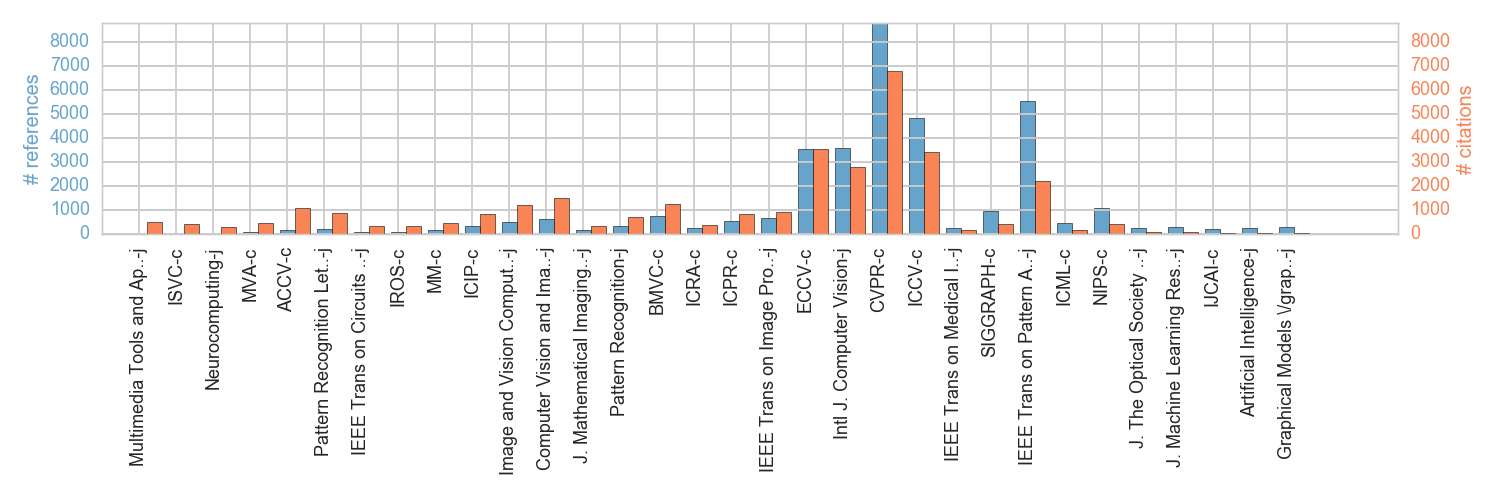 # references
8000
7000
6000
5000
4000
3000
2000
1000
0
8000
7000
6000
5000
4000
3000
2000
1000
0
# citations
Multimedia Tools and Ap..-j
ISVC-c
Neurocomputing-j
MVA-c
ACCV-c
Pattern Recognition Let..-j
IEEE Trans on Circuits ..-j
IROS-c
MM-c
ICIP-c
Image and Vision Comput..-j
Computer Vision and Ima..-j
J. Mathematical Imaging..-j
Pattern Recognition-j
BMVC-c
ICRA-c
ICPR-c
IEEE Trans on Image Pro..-j
ECCV-c
Intl J. Computer Vision-j
CVPR-c
ICCV-c
IEEE Trans on Medical I..-j
SIGGRAPH-c
IEEE Trans on Pattern A..-j
ICML-c
NIPS-c
J. The Optical Society ..-j
J. Machine Learning Res..-j
IJCAI-c
Artificial Intelligence-j
Graphical Models \/grap..-j